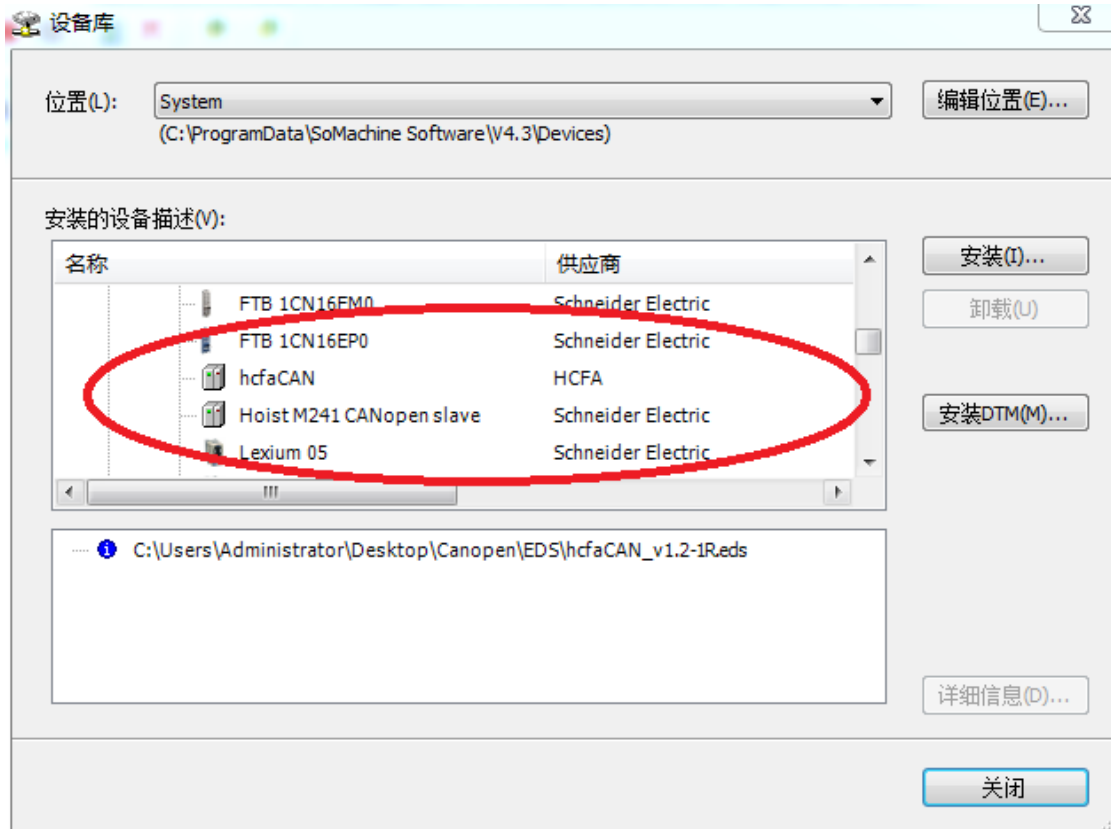 设备库
位置(L):
System
编辑位置(E)...
(C:\ProgramData\SoMachine Software\V4.3\Devices)
安装的设备描述(V):
名称 供应商
安装(I)...
FTB 1CN16EM0 Schneider Electric
卸载(U)
FTB 1CN16EP0 Schneider Electric
hcfaCAN HCFA
Hoist M241 CANopen slave Schneider Electric
安装DTM(M)...
Lexium 05 Schneider Electric
C:\Users\Administrator\Desktop\Canopen\EDS\hcfaCAN_v1.2-1R.eds
详细信息(D)...
关闭